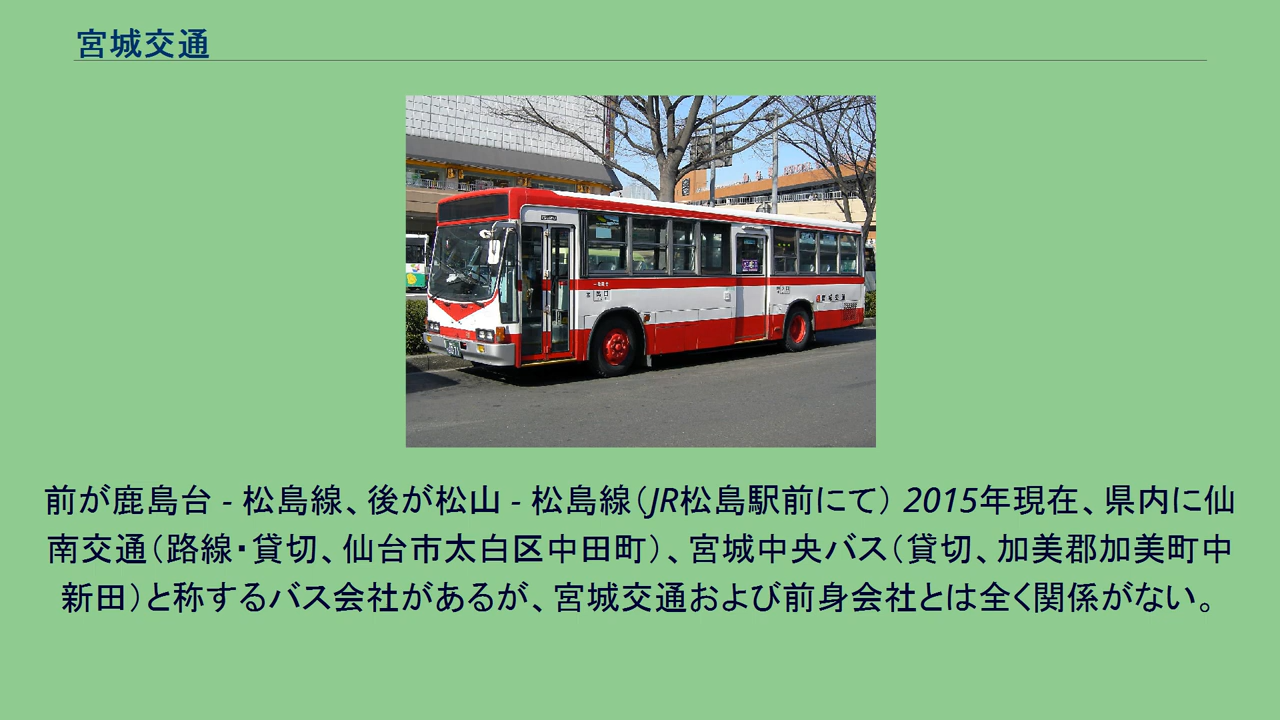 宮城交通
宮城交通
前が鹿島台 - 松島線、後が松山 - 松島線（JR松島駅前にて） 2015年現在、県内に仙
南交通（路線・貸切、仙台市太白区中田町）、宮城中央バス（貸切、加美郡加美町中
新田）と称するバス会社があるが、宮城交通および前身会社とは全く関係がない。